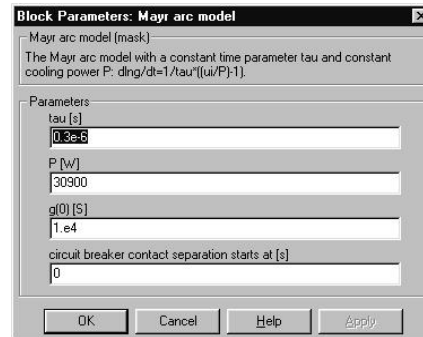 Block Parameters: Mayr arc model
Mayr arc model (mask)
The Mayr arc model with a constant time parameter tau and constant
cooling power P: dlng/dt=1/tau*((ui/P)-1).
Parameters
tau [s]
0.3e-6
P [W]
30900
g(0) [S]
1.e4
circuit breaker contact separation starts at [s]
0
OK Cancel Help Apply